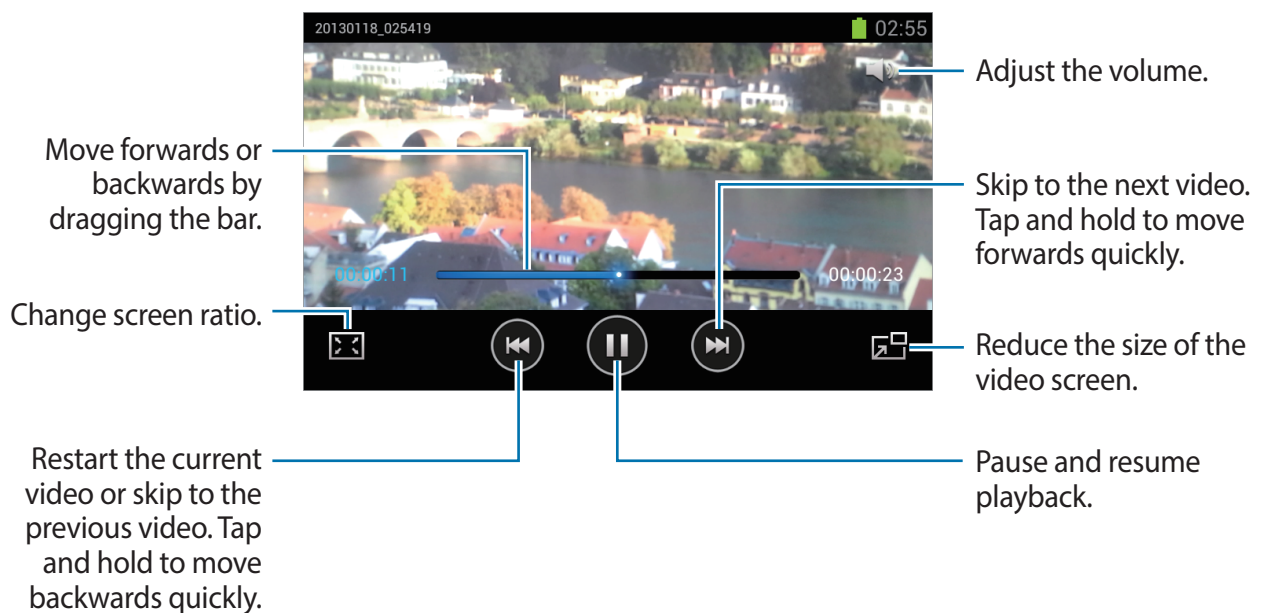 20130118_025419
02:55
Adjust the volume.
Move forwards or
backwards by
dragging the bar.
Skip to the next video.
Tap and hold to move
forwards quickly.
00:00:11
00:00:23
Change screen ratio.
Reduce the size of the
video screen.
Restart the current
video or skip to the
previous video. Tap
and hold to move
backwards quickly.
Pause and resume
playback.